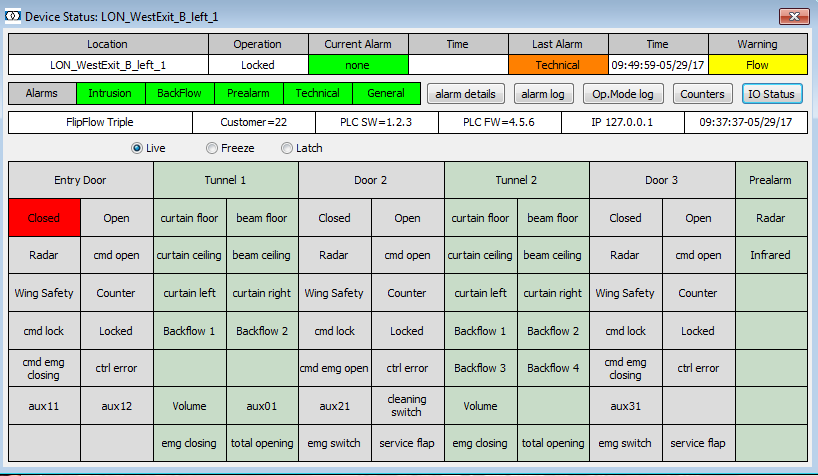 Device Status: LON_WestExit_B_left_1
Location Operation Current Alarm Time Last Alarm Time Warning
LON_WestExit_B_left_1 Locked none Technical 09:49:59-05/29/17 Flow
Alarms Intrusion BackFlow Prealarm Technical General alarm details alarm log Op.Mode log Counters IO Status
FlipFlow Triple Customer=22 PLC SW=1.2.3 PLC FW=4.5.6 IP 127.0.0.1 09:37:37-05/29/17
Live Freeze Latch
Entry Door Tunnel 1 Door 2 Tunnel 2 Door 3 Prealarm
Closed Open curtain floor beam floor Closed Open curtain floor beam floor Closed Open Radar
Radar cmd open curtain ceiling beam ceiling Radar cmd open curtain ceiling beam ceiling Radar cmd open Infrared
Wing Safety Counter curtain left curtain right Wing Safety Counter curtain left curtain right Wing Safety Counter
cmd lock Locked Backflow 1 Backflow 2 cmd lock Locked Backflow 1 Backflow 2 cmd lock Locked
cmd emg closing ctrl error cmd emg open ctrl error Backflow 3 Backflow 4 cmd emg closing ctrl error
aux11 aux12 Volume aux01 aux21 cleaning switch Volume aux31
emg closing total opening emg switch service flap emg closing total opening emg switch service flap